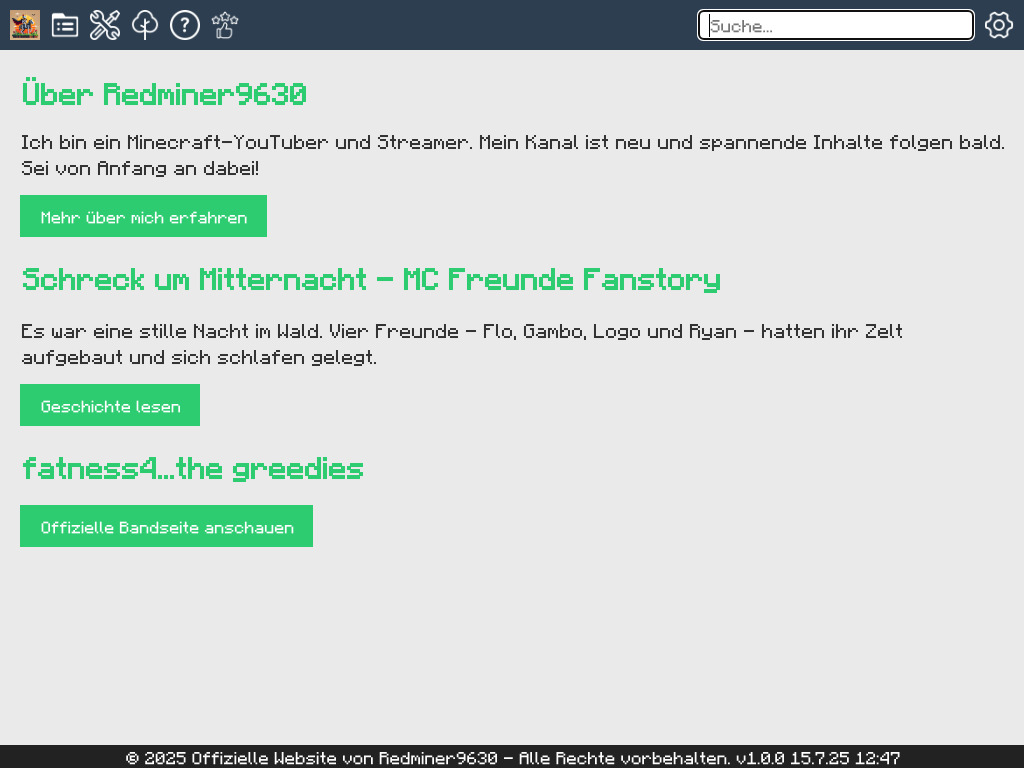 Suche...
Über Redminer9630
Ich bin ein Minecraft-YouTuber und Streamer. Mein Kanal ist neu und spannende Inhalte folgen bald.
Sei von Anfang an dabei!
Mehr über mich erfahren
Schreck um Mitternacht - MC Freunde Fanstory
Es war eine stille Nacht im Wald. Vier Freunde - Flo, Gambo, Logo und Ryan - hatten ihr Zelt
aufgebaut und sich schlafen gelegt.
Geschichte lesen
fatness4...the greedies
Offizielle Bandseite anschauen
© 2025 Offizielle Website von Redminer9630 - Alle Rechte vorbehalten. v1.0.0 15.7.25 12:47